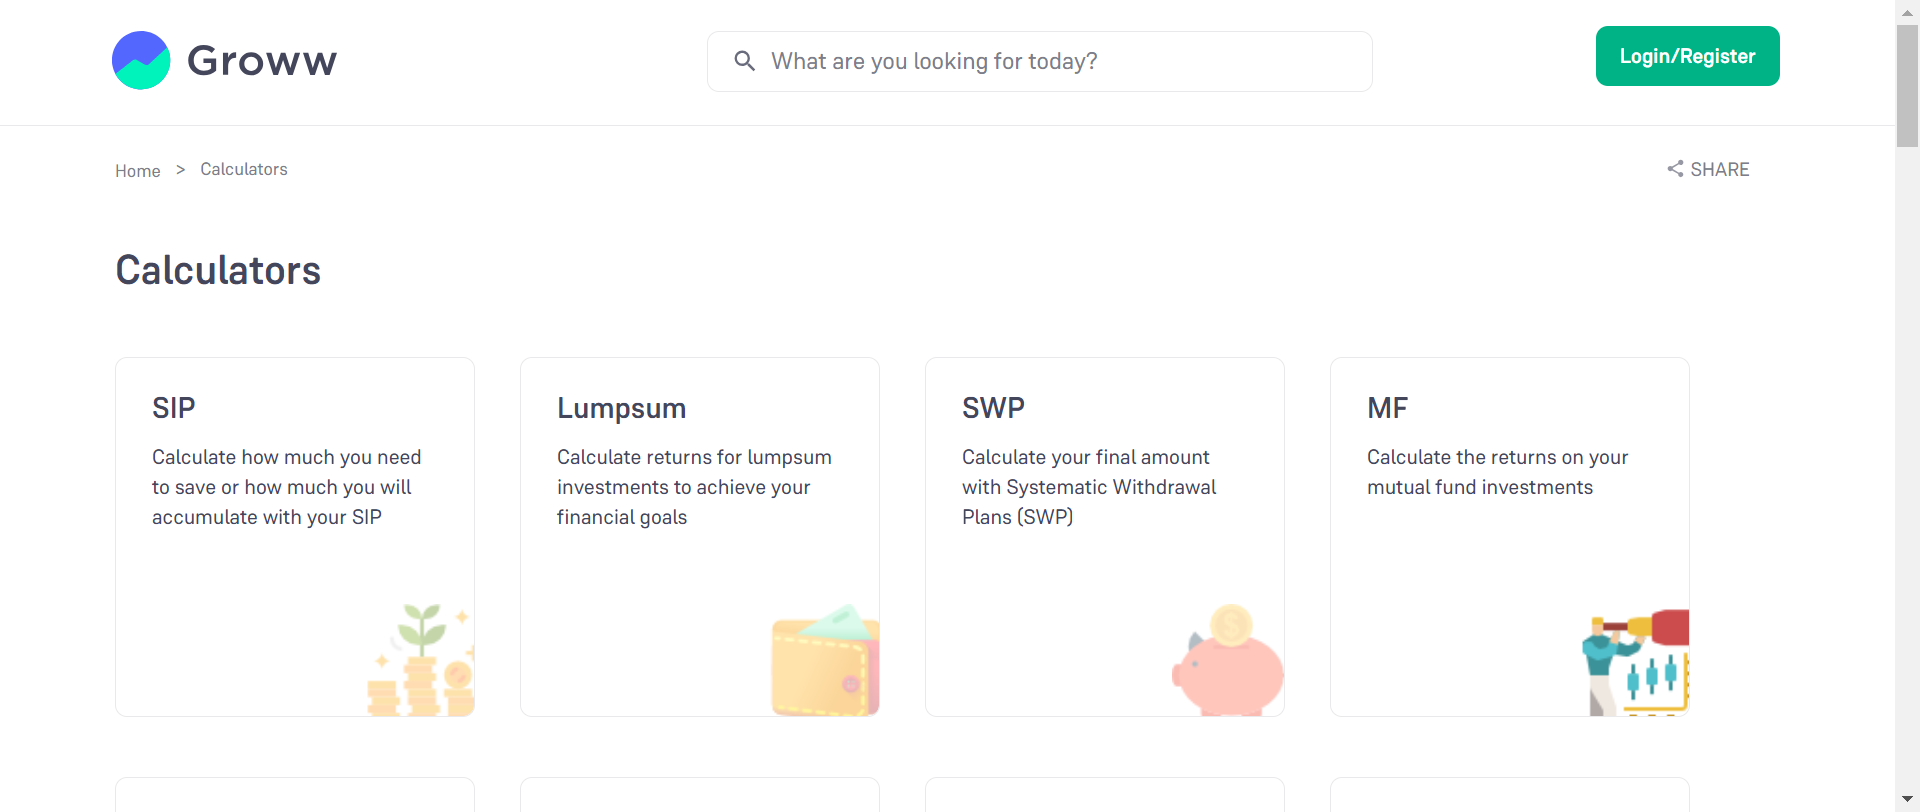 Groww
What are you looking for today?
Login/Register
Home > Calculators
SHARE
Calculators
SIP
Calculate how much you need
to save or how much you will
accumulate with your SIP
Lumpsum
Calculate returns for lumpsum
investments to achieve your
financial goals
SWP
Calculate your final amount
with Systematic Withdrawal
Plans (SWP)
MF
Calculate the returns on your
mutual fund investments